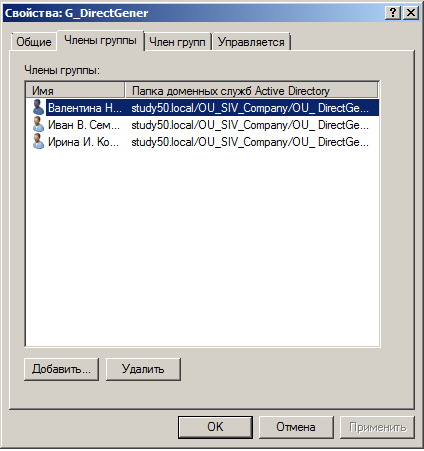 Свойства: G_DirectGener
Общие Члены группы Член групп Управляется
Члены группы:
Имя Папка доменных служб Active Directory
Валентина Н... study50.local/OU_SIV_Company/OU_ DirectGe...
Иван В. Сем... study50.local/OU_SIV_Company/OU_ DirectGe...
Ирина И. Ко... study50.local/OU_SIV_Company/OU_ DirectGe...
Добавить... Удалить
OK Отмена Применить